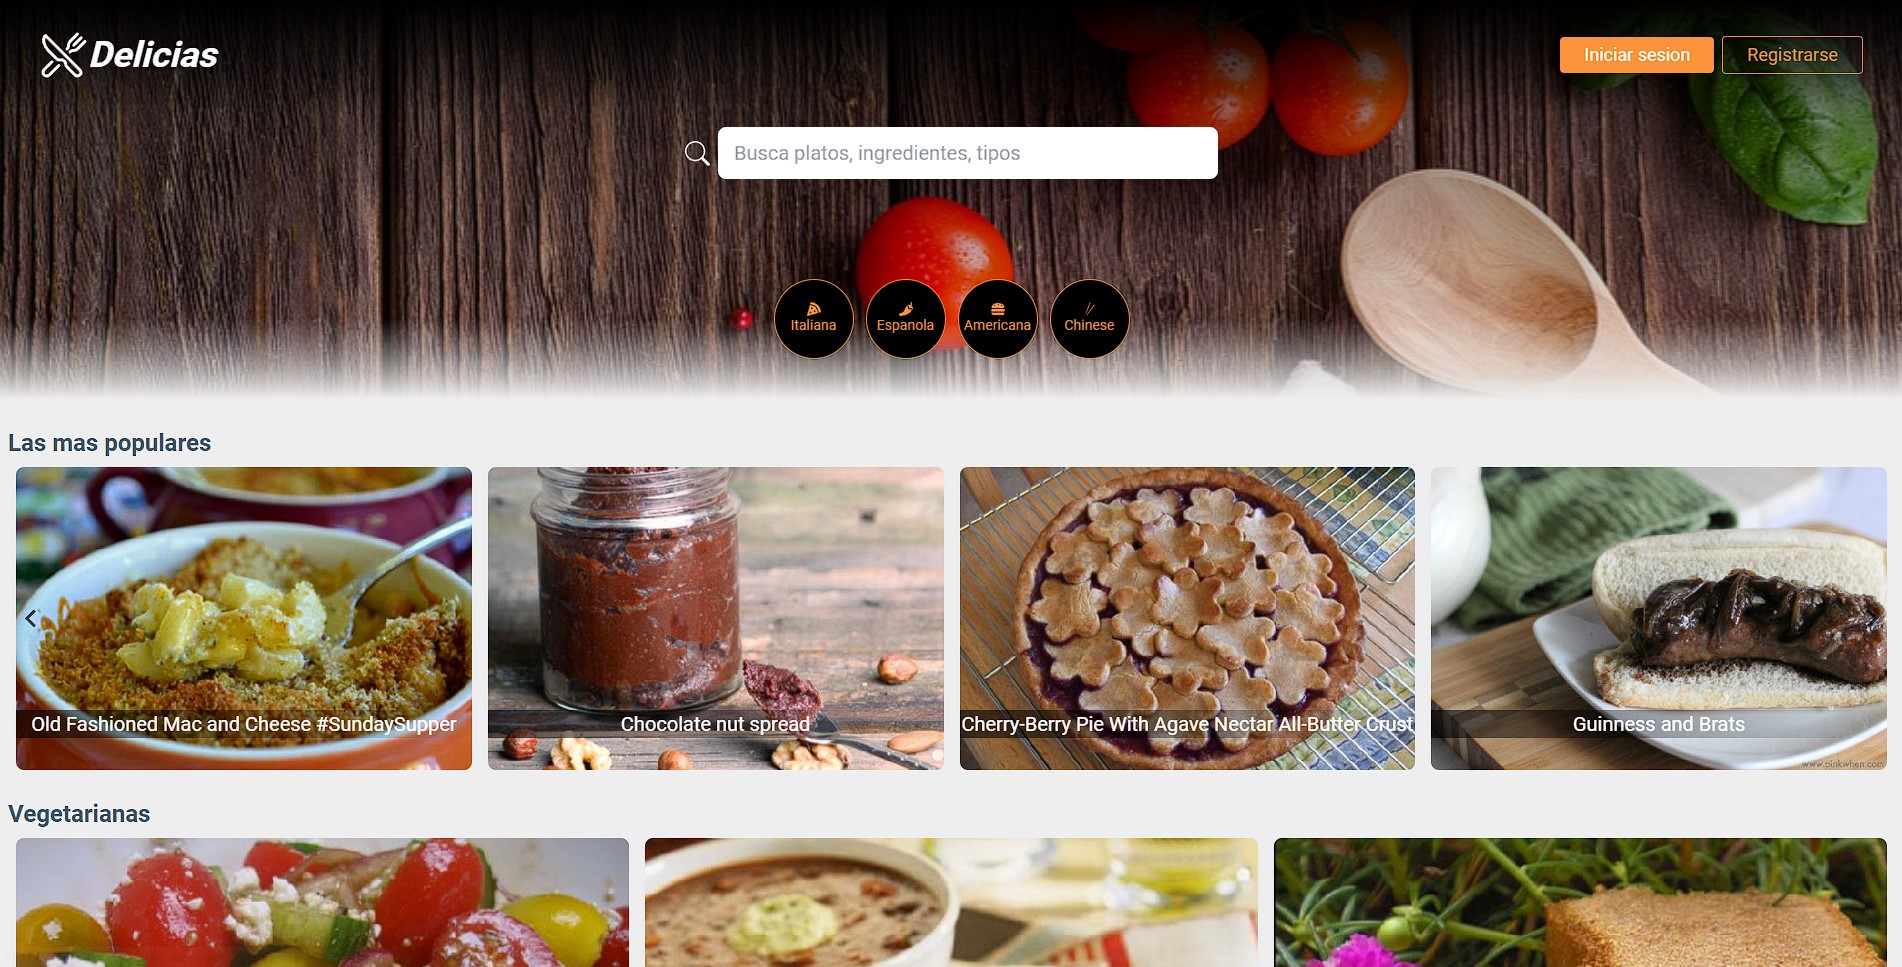 Delicias
Iniciar sesion
Registrarse
Busca platos, ingredientes, tipos
Italiana
Espanola
Americana
Chinese
Las mas populares
Old Fashioned Mac and Cheese #SundaySupper
Chocolate nut spread
Cherry-Berry Pie With Agave Nectar All-Butter Crust
Guinness and Brats
www.pinkwhen.com
Vegetarianas